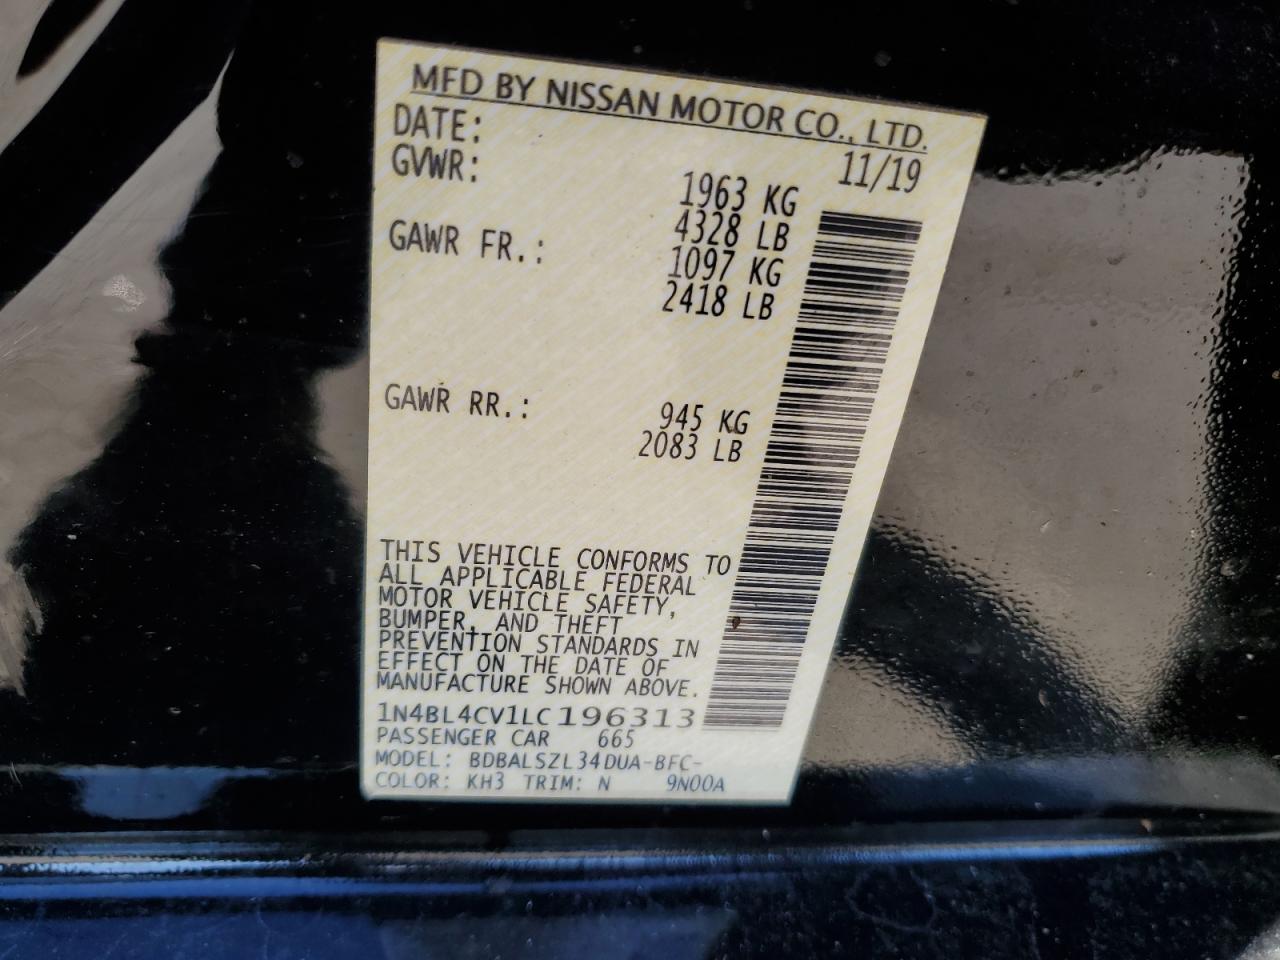 MFD BY NISSAN MOTOR CO., LTD.
DATE: 11/19
GVWR: 1963 KG
4328 LB
GAWR FR.: 1097 KG
2418 LB
GAWR RR.: 945 KG
2083 LB
THIS VEHICLE CONFORMS TO
ALL APPLICABLE FEDERAL
MOTOR VEHICLE SAFETY,
BUMPER, AND THEFT
PREVENTION STANDARDS IN
EFFECT ON THE DATE OF
MANUFACTURE SHOWN ABOVE.
1N4BL4CV1LC196313
PASSENGER CAR 665
MODEL: BDBALSZL34DUA-BFC-
COLOR: KH3 TRIM: N 9N00A